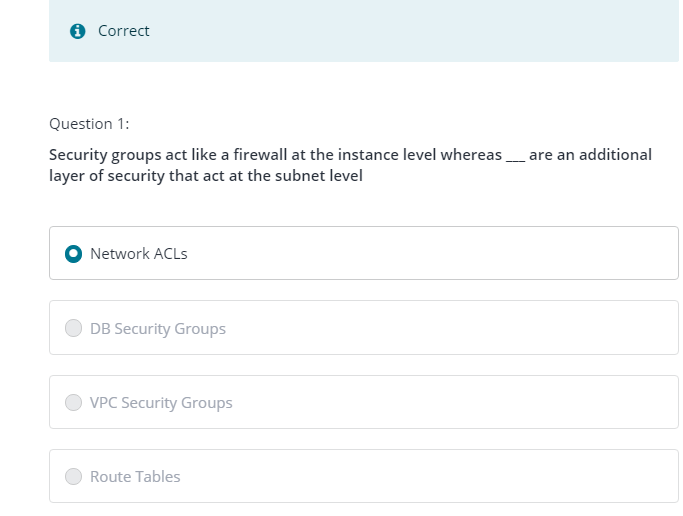 Correct
Question 1:
Security groups act like a firewall at the instance level whereas ___ are an additional
layer of security that act at the subnet level
Network ACLs
DB Security Groups
VPC Security Groups
Route Tables